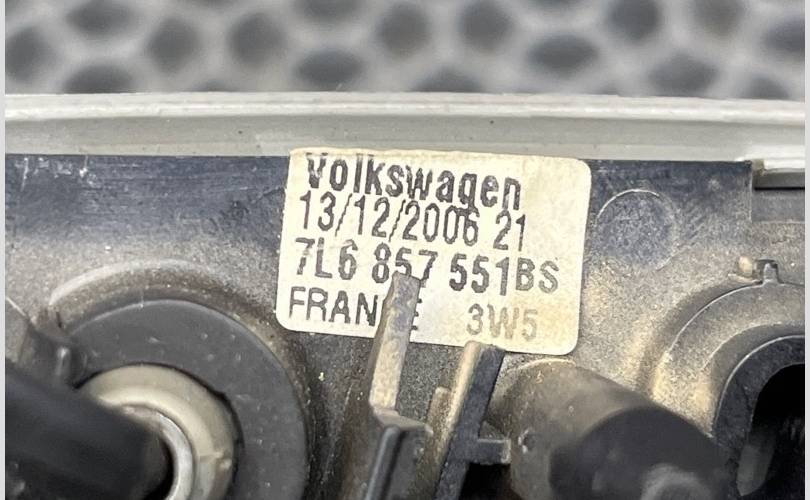 Volkswagen
13/12/2006 21
7L6 857 551BS
FRANCE 3W5